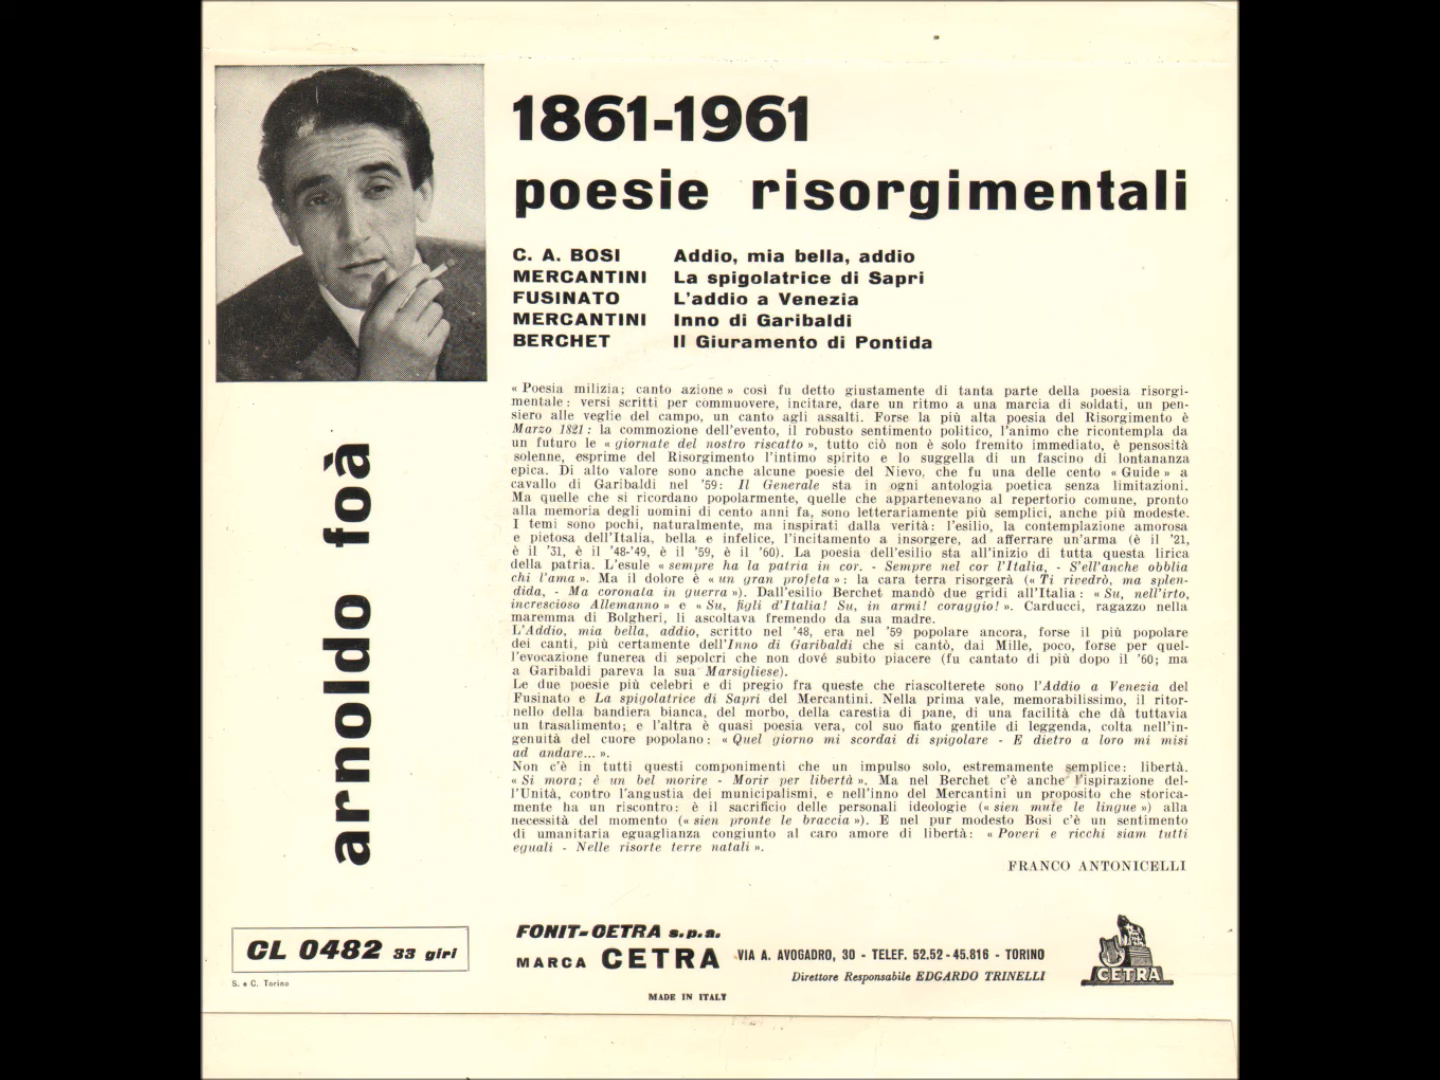 1861-1961
poesie risorgimentali
C. A. BOSI Addio, mia bella, addio
MERCANTINI La spigolatrice di Sapri
FUSINATO L'addio a Venezia
MERCANTINI Inno di Garibaldi
BERCHET Il Giuramento di Pontida
« Poesia milizia; canto azione » così fu detto giustamente di tanta parte della poesia risorgi-
mentale: versi scritti per commuovere, incitare, dare un ritmo a una marcia di soldati, un pen-
siero alle veglie del campo, un canto agli assalti. Forse la più alta poesia del Risorgimento è
Marzo 1821: la commozione dell'evento, il robusto sentimento politico, l'animo che ricontempla da
un futuro le « giornate del nostro riscatto », tutto ciò non è solo fremito immediato, è pensosità
solenne, esprime del Risorgimento l'intimo spirito e lo suggella di un fascino di lontananza
epica. Di alto valore sono anche alcune poesie del Nievo, che fu una delle cento « Guide » a
cavallo di Garibaldi nel '59: Il Generale sta in ogni antologia poetica senza limitazioni.
Ma quelle che si ricordano popolarmente, quelle che appartenevano al repertorio comune, pronto
alla memoria degli uomini di cento anni fa, sono letterariamente più semplici, anche più modeste.
I temi sono pochi, naturalmente, ma inspirati dalla verità: l'esilio, la contemplazione amorosa
e pietosa dell'Italia, bella e infelice, l'incitamento a insorgere, ad afferrare un'arma (è il '21,
è il '31, è il '48-'49, è il '59, è il '60). La poesia dell'esilio sta all'inizio di tutta questa lirica
della patria. L'esule « sempre ha la patria in cor. - Sempre nel cor l'Italia, - S'ell'anche obblia
chi l'ama ». Ma il dolore è « un gran profeta »: la cara terra risorgerà (« Ti rivedrò, ma splen-
dida, - Ma coronata in guerra »). Dall'esilio Berchet mandò due gridi all'Italia: « Su, nell'irto,
increscioso Allemanno » e « Su, figli d'Italia! Su, in armi! coraggio! ». Carducci, ragazzo nella
maremma di Bolgheri, li ascoltava fremendo da sua madre.
L'Addio, mia bella, addio, scritto nel '48, era nel '59 popolare ancora, forse il più popolare
dei canti, più certamente dell'Inno di Garibaldi che si cantò, dai Mille, poco, forse per quel-
l'evocazione funerea di sepolcri che non dové subito piacere (fu cantato di più dopo il '60; ma
a Garibaldi pareva la sua Marsigliese).
Le due poesie più celebri e di pregio fra queste che riascolterete sono l'Addio a Venezia del
Fusinato e La spigolatrice di Sapri del Mercantini. Nella prima vale, memorabilissimo, il ritor-
nello della bandiera bianca, del morbo, della carestia di pane, di una facilità che dà tuttavia
un trasalimento; e l'altra è quasi poesia vera, col suo fiato gentile di leggenda, colta nell'in-
genuità del cuore popolano: « Quel giorno mi scordai di spigolare - E dietro a loro mi misi
ad andare... ».
Non c'è in tutti questi componimenti che un impulso solo, estremamente semplice: libertà.
« Si mora; è un bel morire - Morir per libertà ». Ma nel Berchet c'è anche l'ispirazione del-
l'Unità, contro l'angustia dei municipalismi, e nell'inno del Mercantini un proposito che storica-
mente ha un riscontro: è il sacrificio delle personali ideologie (« sien mute le lingue ») alla
necessità del momento (« sien pronte le braccia »). E nel pur modesto Bosi c'è un sentimento
di umanitaria eguaglianza congiunto al caro amore di libertà: « Poveri e ricchi siam tutti
eguali - Nelle risorte terre natali ».
FRANCO ANTONICELLI
arnoldo foà
CL 0482 33 giri
S. e C. Torino
FONIT-CETRA s.p.a.
MARCA CETRA VIA A. AVOGADRO, 30 - TELEF. 52.52 - 45.816 - TORINO
Direttore Responsabile EDGARDO TRINELLI
MADE IN ITALY
CETRA